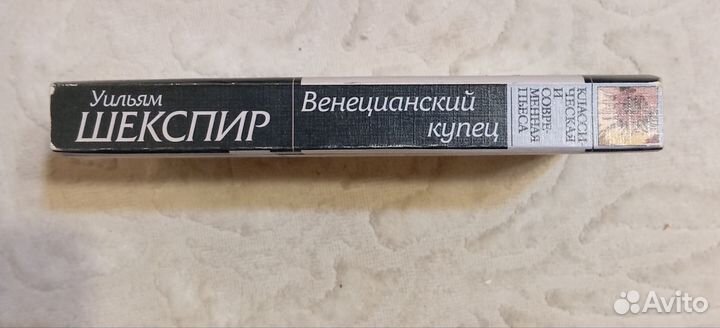 Уильям
ШЕКСПИР
Венецианский
купец
КЛАССИ-
ЧЕСКАЯ
И
СОВРЕ-
МЕННАЯ
ПЬЕСА
Avito